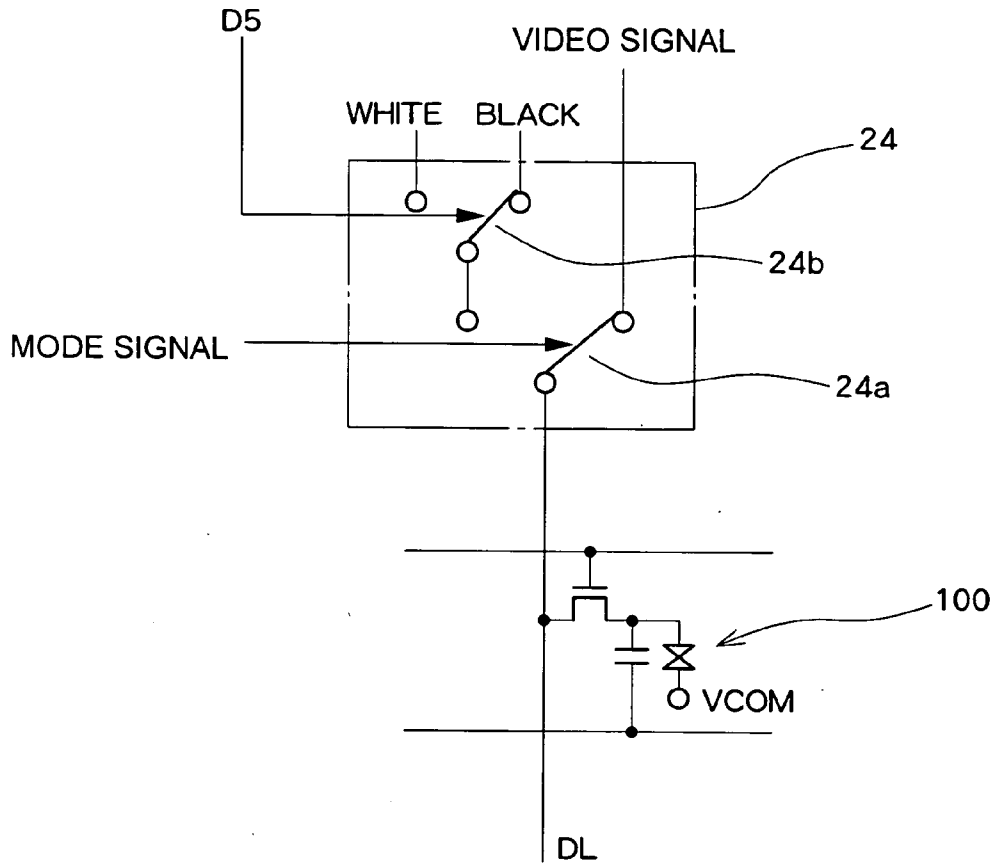 D5
VIDEO SIGNAL
WHITE BLACK
24
24b
MODE SIGNAL
24a
100
VCOM
DL